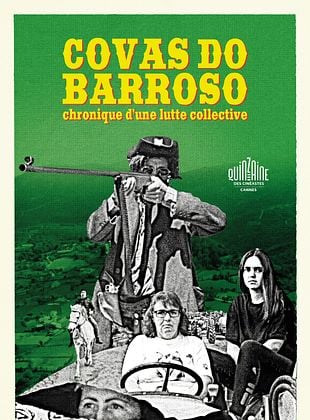 COVAS DO
BARROSO
chronique d'une lutte collective
QUINZAINE
DES CINÉASTES
CANNES